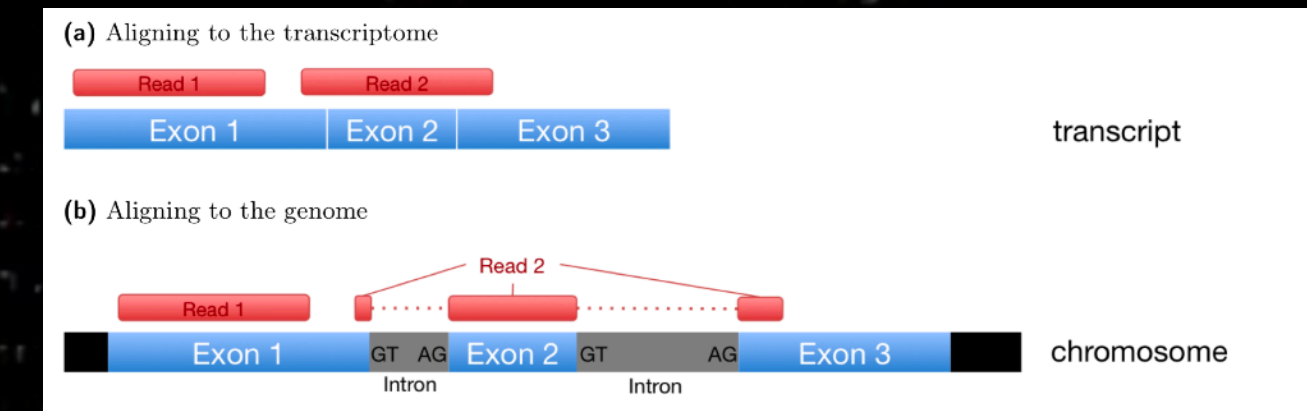 (a) Aligning to the transcriptome
Read 1 Read 2
Exon 1 Exon 2 Exon 3 transcript
(b) Aligning to the genome
Read 2
Read 1
Exon 1 GT AG Exon 2 GT AG Exon 3 chromosome
Intron Intron